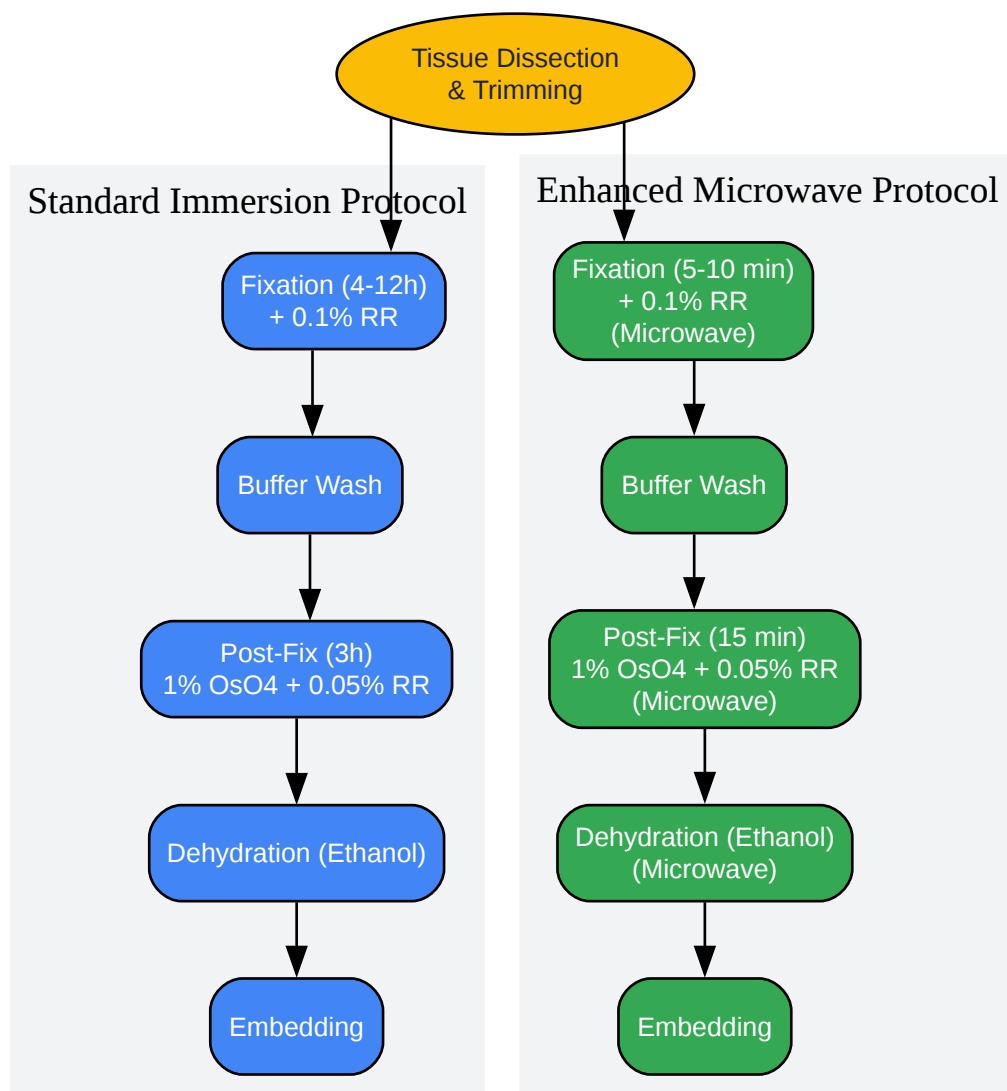 Tissue Dissection
& Trimming
Standard Immersion Protocol
Fixation (4-12h)
+ 0.1% RR
Buffer Wash
Post-Fix (3h)
1% OsO4 + 0.05% RR
Dehydration (Ethanol)
Embedding
Enhanced Microwave Protocol
Fixation (5-10 min)
+ 0.1% RR
(Microwave)
Buffer Wash
Post-Fix (15 min)
1% OsO4 + 0.05% RR
(Microwave)
Dehydration (Ethanol)
(Microwave)
Embedding